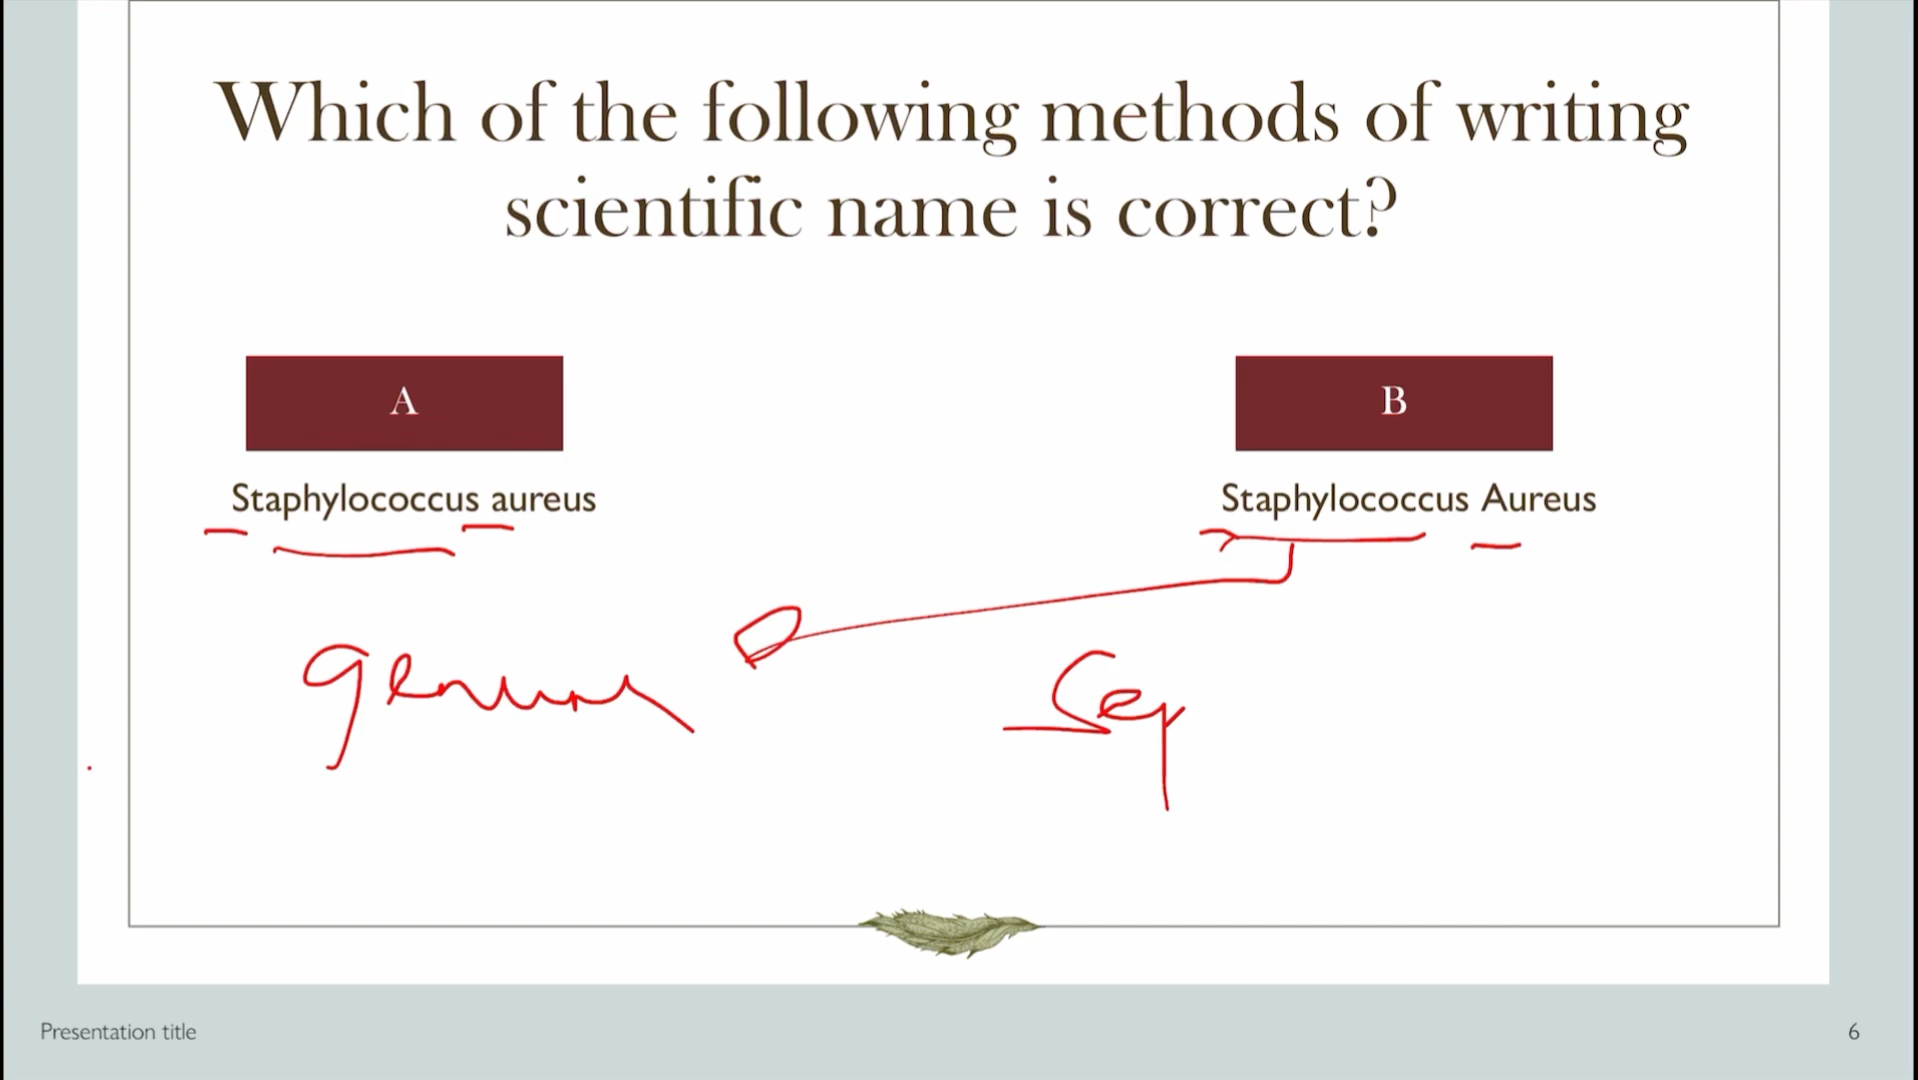 Which of the following methods of writing
scientific name is correct?
A
B
Staphylococcus aureus
Staphylococcus Aureus
Presentation title
6